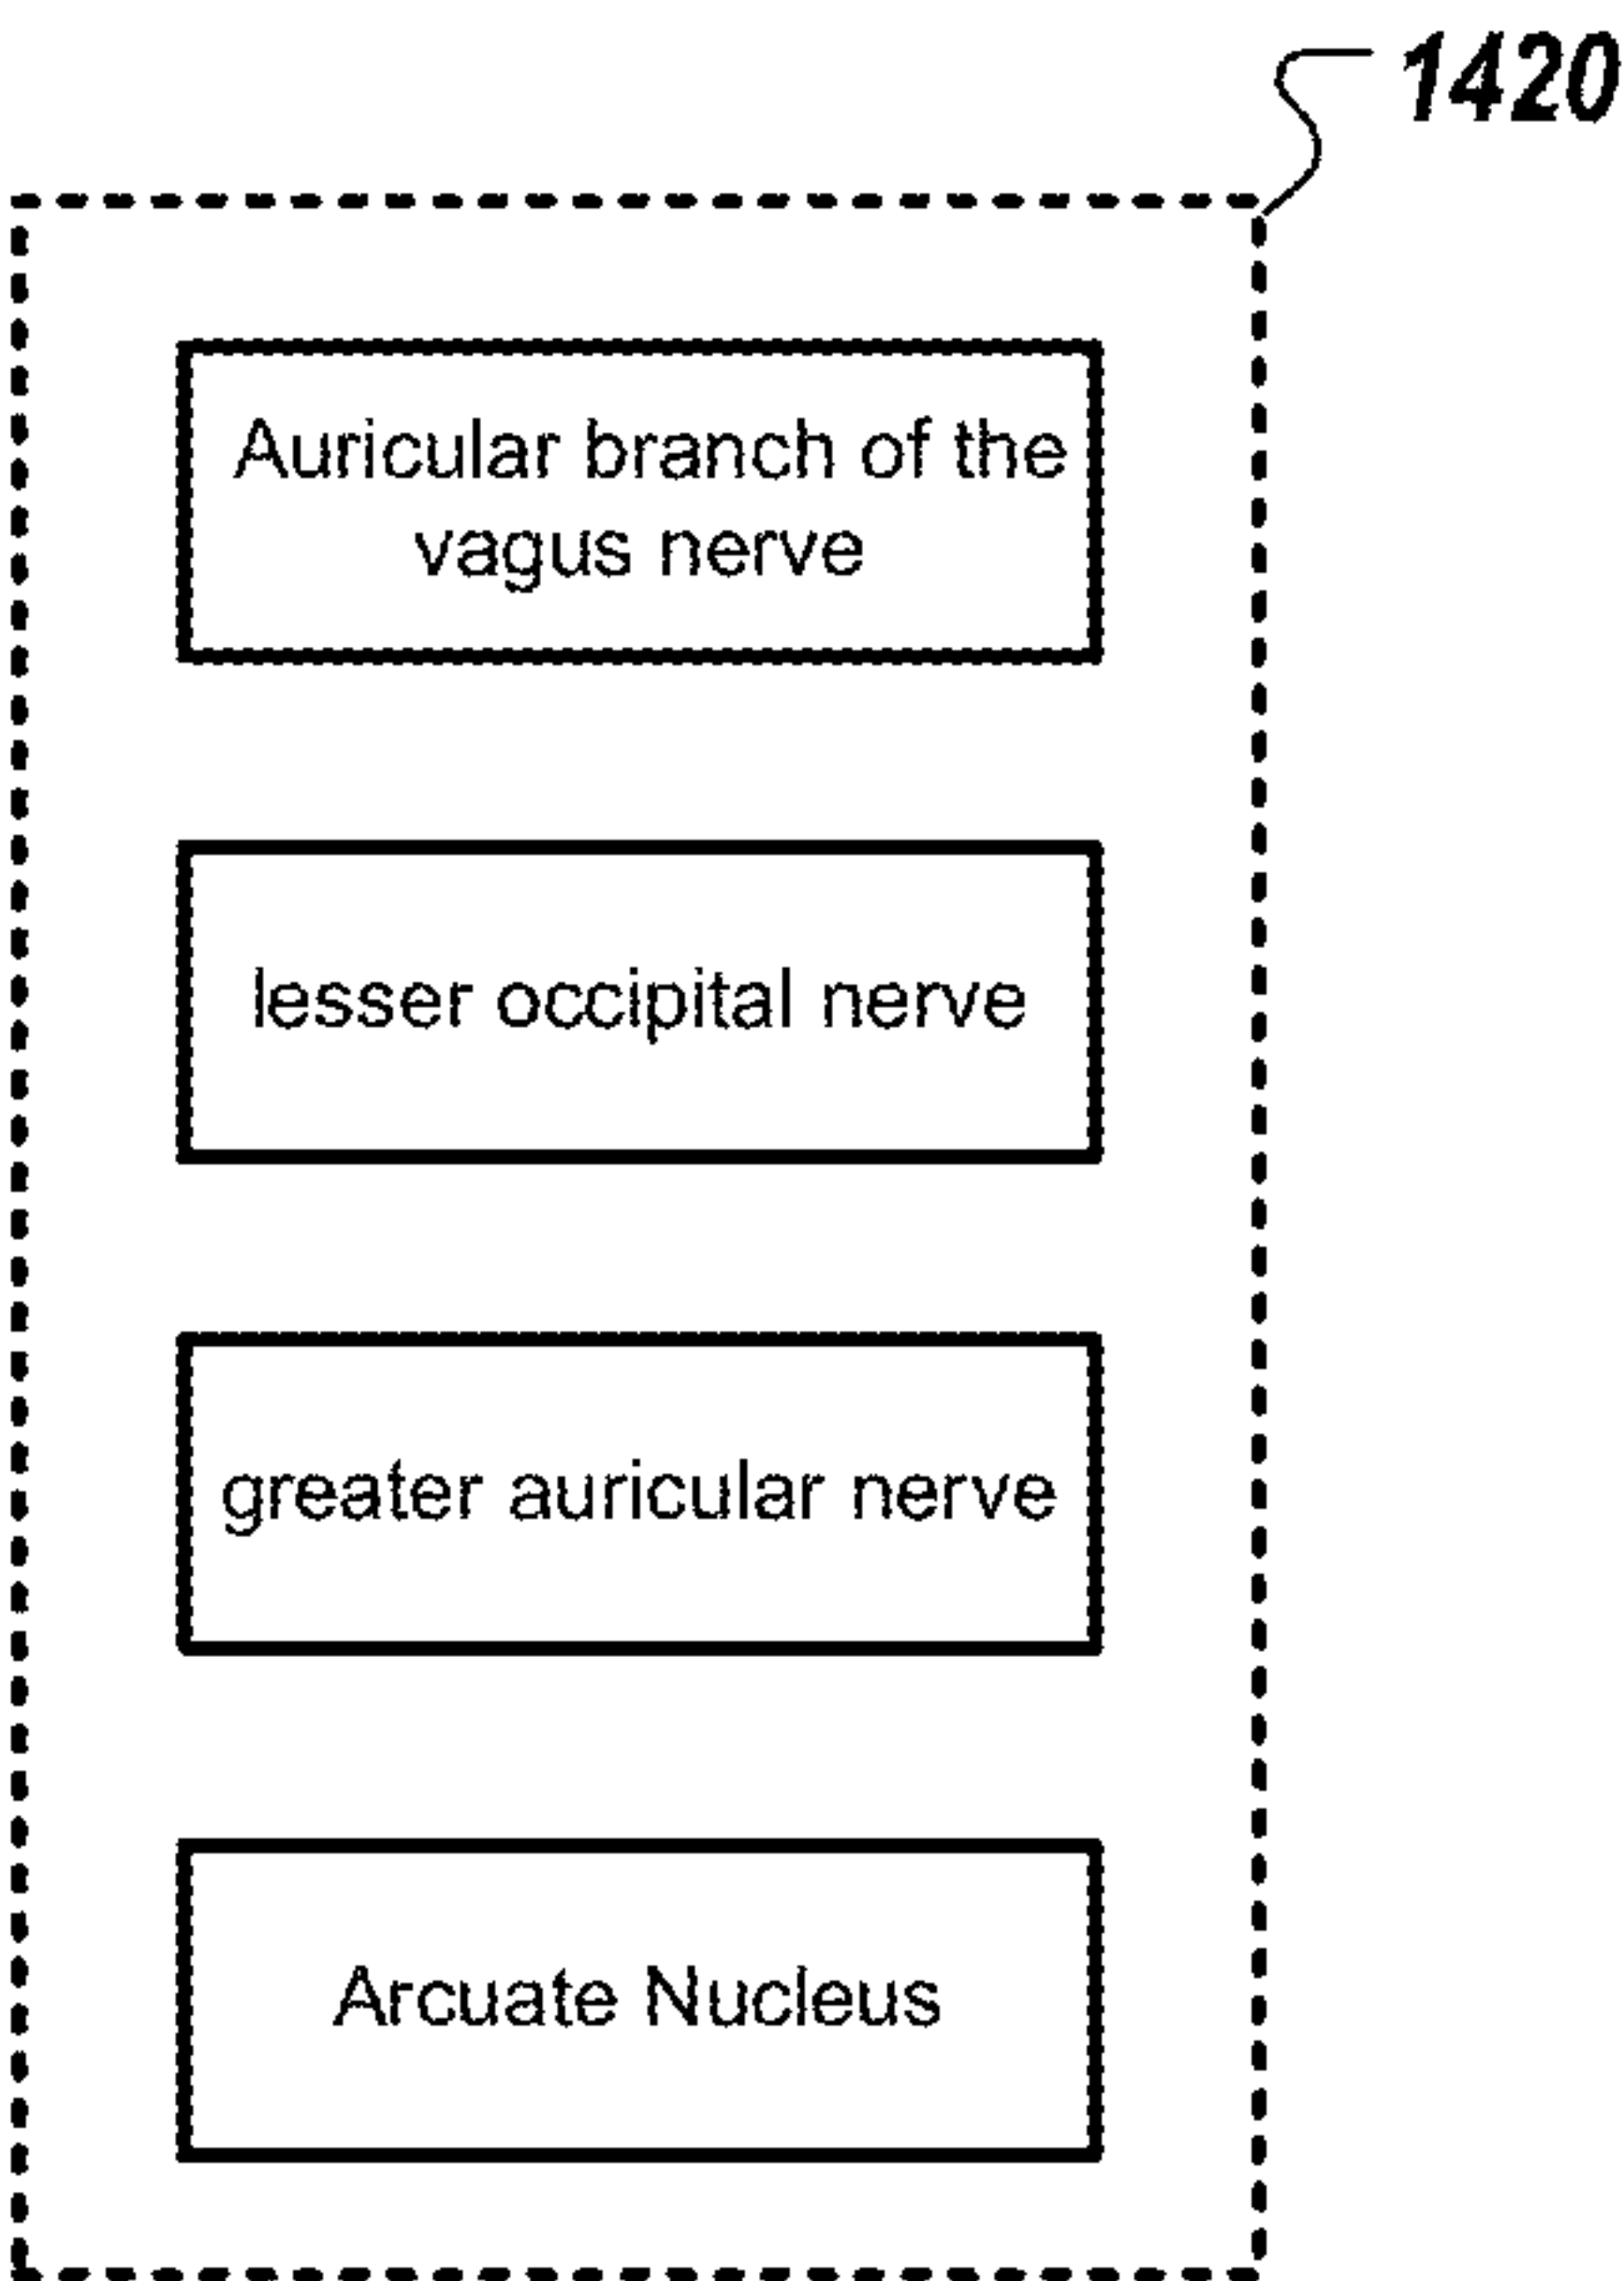 1420
Auricular branch of the
vagus nerve
lesser occipital nerve
greater auricular nerve
Arcuate Nucleus